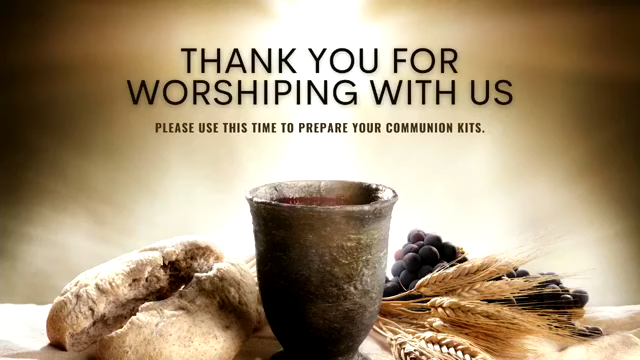 THANK YOU FOR
WORSHIPING WITH US
PLEASE USE THIS TIME TO PREPARE YOUR COMMUNION KITS.